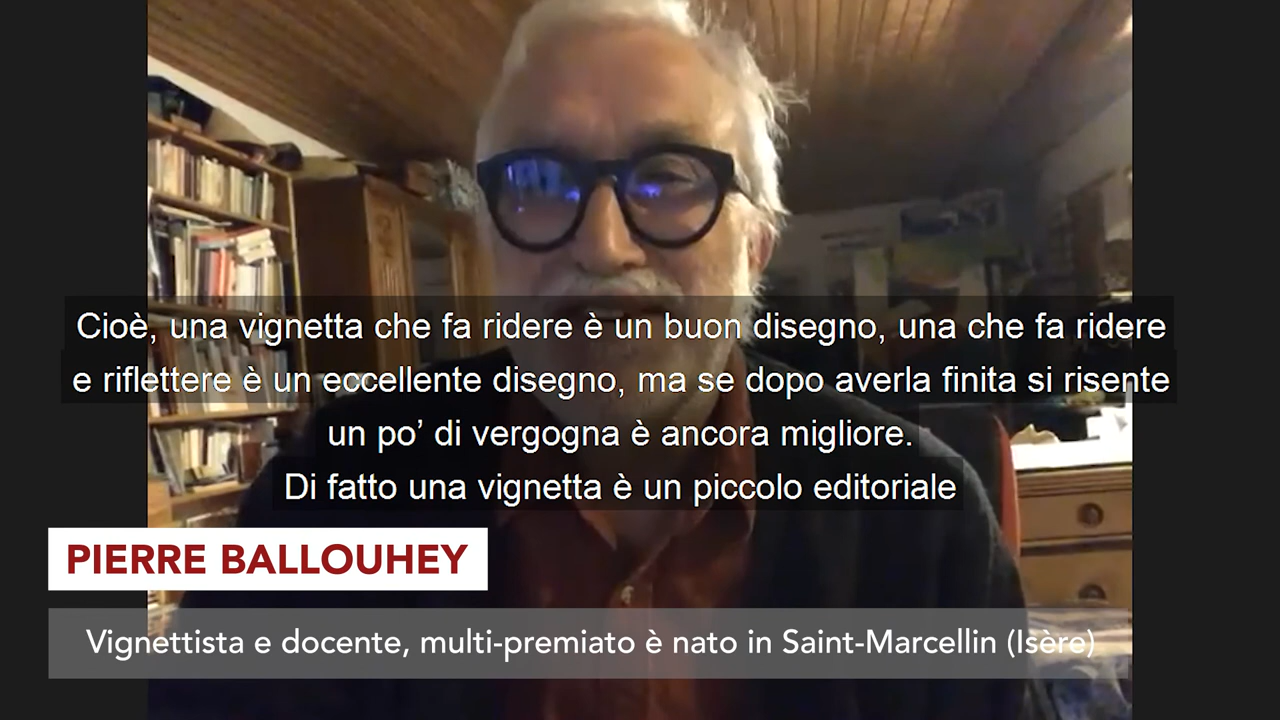 Cioè, una vignetta che fa ridere è un buon disegno, una che fa ridere
e riflettere è un eccellente disegno, ma se dopo averla finita si risente
un po’ di vergogna è ancora migliore.
Di fatto una vignetta è un piccolo editoriale
PIERRE BALLOUHEY
Vignettista e docente, multi-premiato è nato in Saint-Marcellin (Isère)